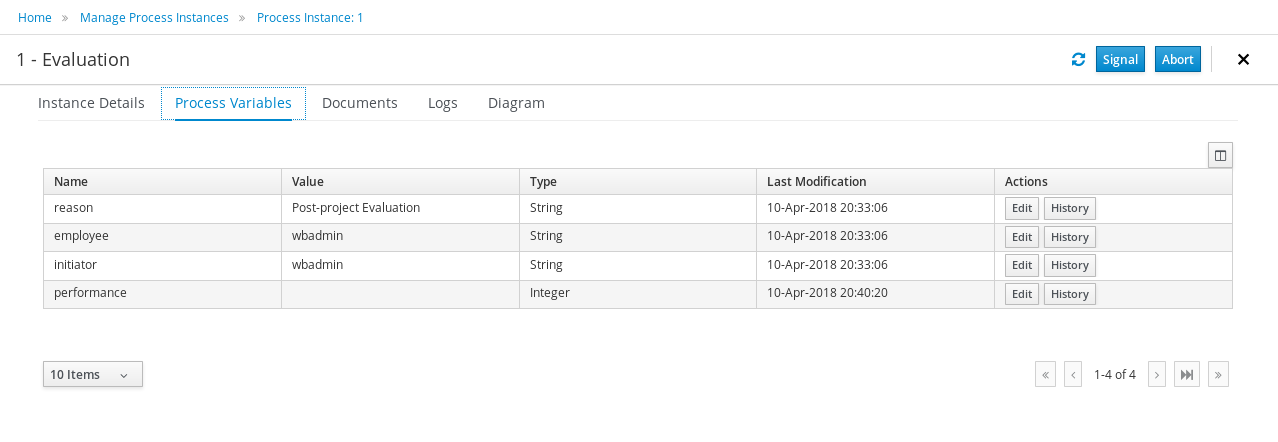 Home » Manage Process Instances » Process Instance: 1
1 - Evaluation Signal Abort
Instance Details Process Variables Documents Logs Diagram
Name Value Type Last Modification Actions
reason Post-project Evaluation String 10-Apr-2018 20:33:06 Edit History
employee wbadmin String 10-Apr-2018 20:33:06 Edit History
initiator wbadmin String 10-Apr-2018 20:33:06 Edit History
performance Integer 10-Apr-2018 20:40:20 Edit History
10 Items « ‹ 1-4 of 4 › »